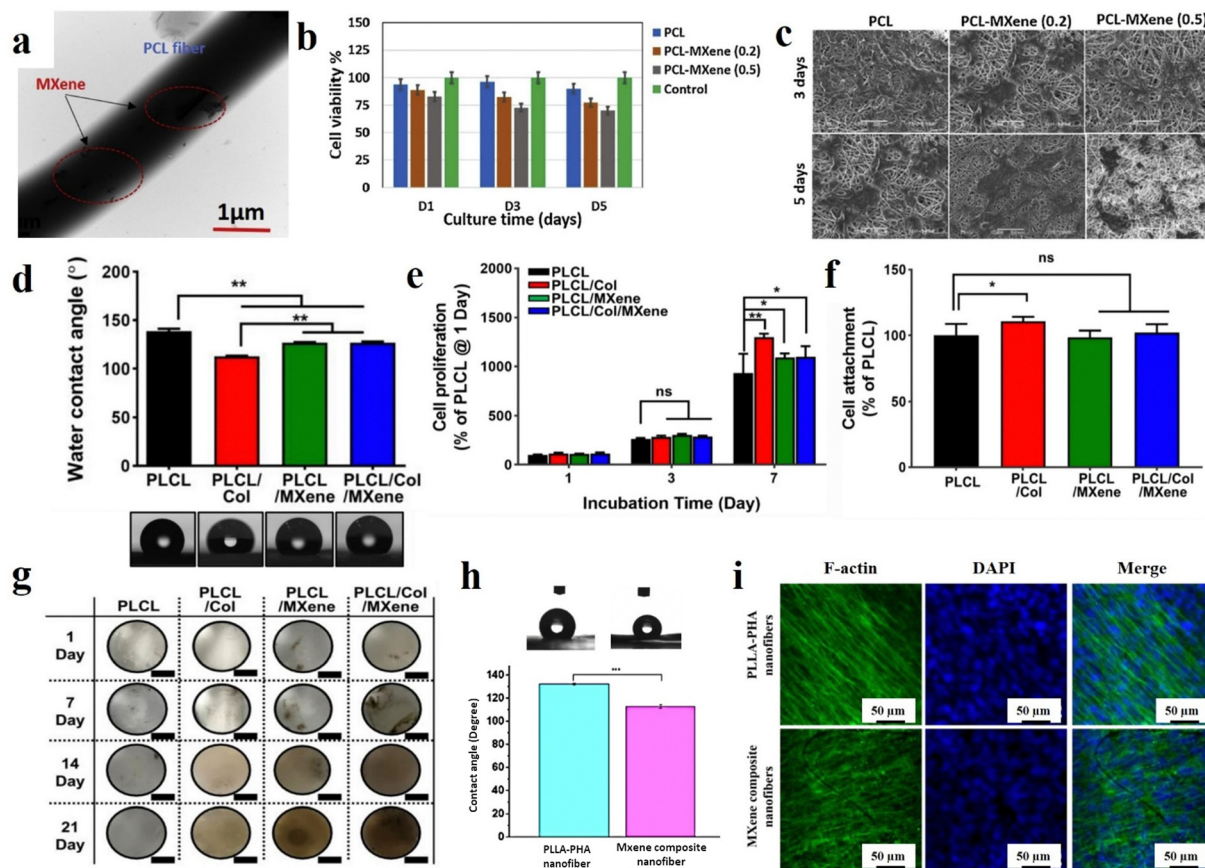 a
PCL fiber
MXene
1μm
b
Cell viability %
125
100
75
50
25
0
PCL
PCL-MXene (0.2)
PCL-MXene (0.5)
Control
D1 D3 D5
Culture time (days)
c
PCL PCL-MXene (0.2) PCL-MXene (0.5)
3 days
5 days
d
Water contact angle (°)
200
150
100
50
0
**
**
PLCL PLCL/Col PLCL/MXene PLCL/Col/MXene
e
Cell proliferation
(% of PLCL @ 1 Day)
2000
1500
1000
500
0
PLCL
PLCL/Col
PLCL/MXene
PLCL/Col/MXene
ns
*
*
**
1 3 7
Incubation Time (Day)
f
Cell attachment
(% of PLCL)
150
100
50
0
ns
*
PLCL PLCL/Col PLCL/MXene PLCL/Col/MXene
g
PLCL PLCL/Col PLCL/MXene PLCL/Col/MXene
1
Day
7
Day
14
Day
21
Day
h
Contact angle (Degree)
140
120
100
80
60
40
20
0
***
PLLA-PHA
nanofiber
Mxene composite
nanofiber
i
F-actin DAPI Merge
PLLA-PHA
nanofibers
50 μm 50 μm 50 μm
MXene composite
nanofibers
50 μm 50 μm 50 μm